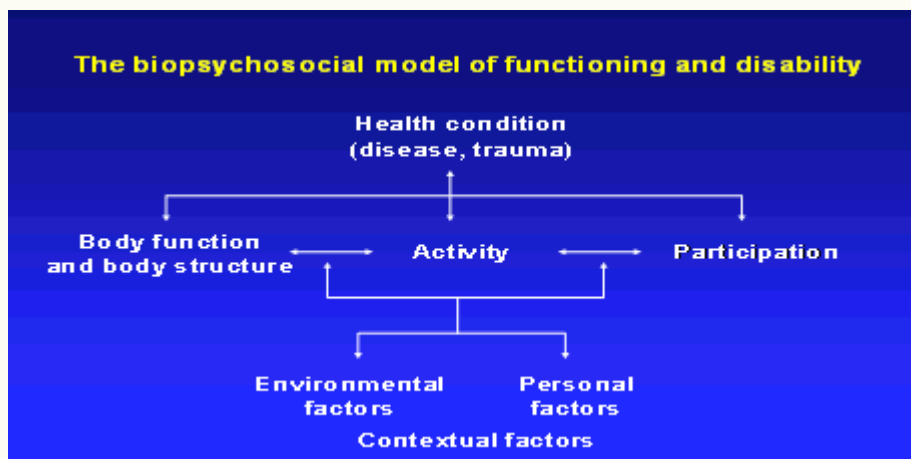 The biopsychosocial model of functioning and disability
Health condition
(disease, trauma)
Body function
and body structure
Activity
Participation
Environmental
factors
Personal
factors
Contextual factors